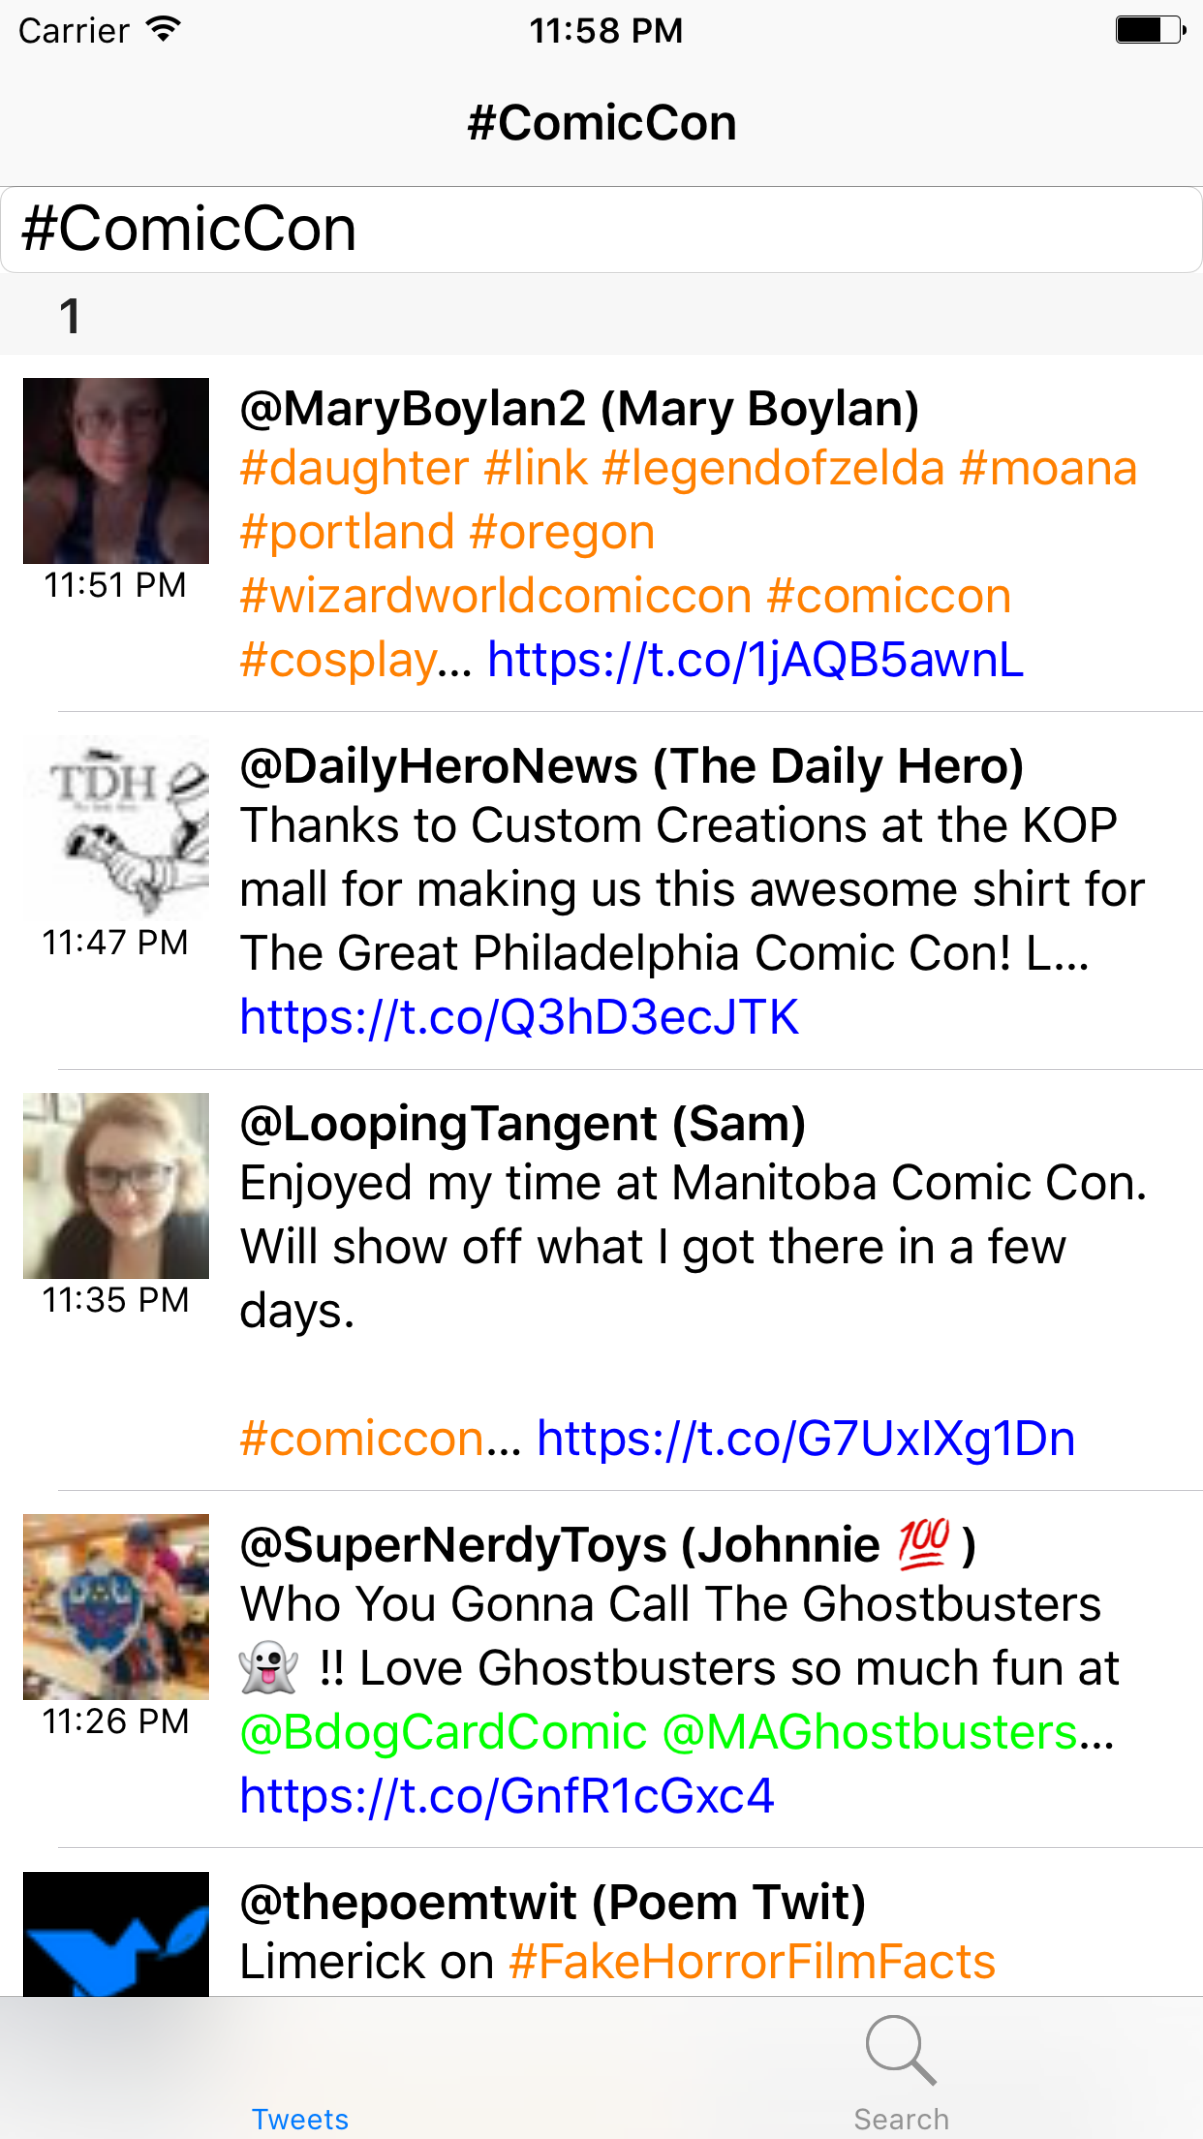 Carrier 11:58 PM
#ComicCon
#ComicCon
1
@MaryBoylan2 (Mary Boylan)
#daughter #link #legendofzelda #moana
#portland #oregon
#wizardworldcomiccon #comiccon
#cosplay… https://t.co/1jAQB5awnL
11:51 PM
TDH
@DailyHeroNews (The Daily Hero)
Thanks to Custom Creations at the KOP
mall for making us this awesome shirt for
The Great Philadelphia Comic Con! L…
https://t.co/Q3hD3ecJTK
11:47 PM
@LoopingTangent (Sam)
Enjoyed my time at Manitoba Comic Con.
Will show off what I got there in a few
days.
#comiccon… https://t.co/G7UxIXg1Dn
11:35 PM
@SuperNerdyToys (Johnnie 💯 )
Who You Gonna Call The Ghostbusters
👻 !! Love Ghostbusters so much fun at
@BdogCardComic @MAGhostbusters…
https://t.co/GnfR1cGxc4
11:26 PM
@thepoemtwit (Poem Twit)
Limerick on #FakeHorrorFilmFacts
Tweets
Search